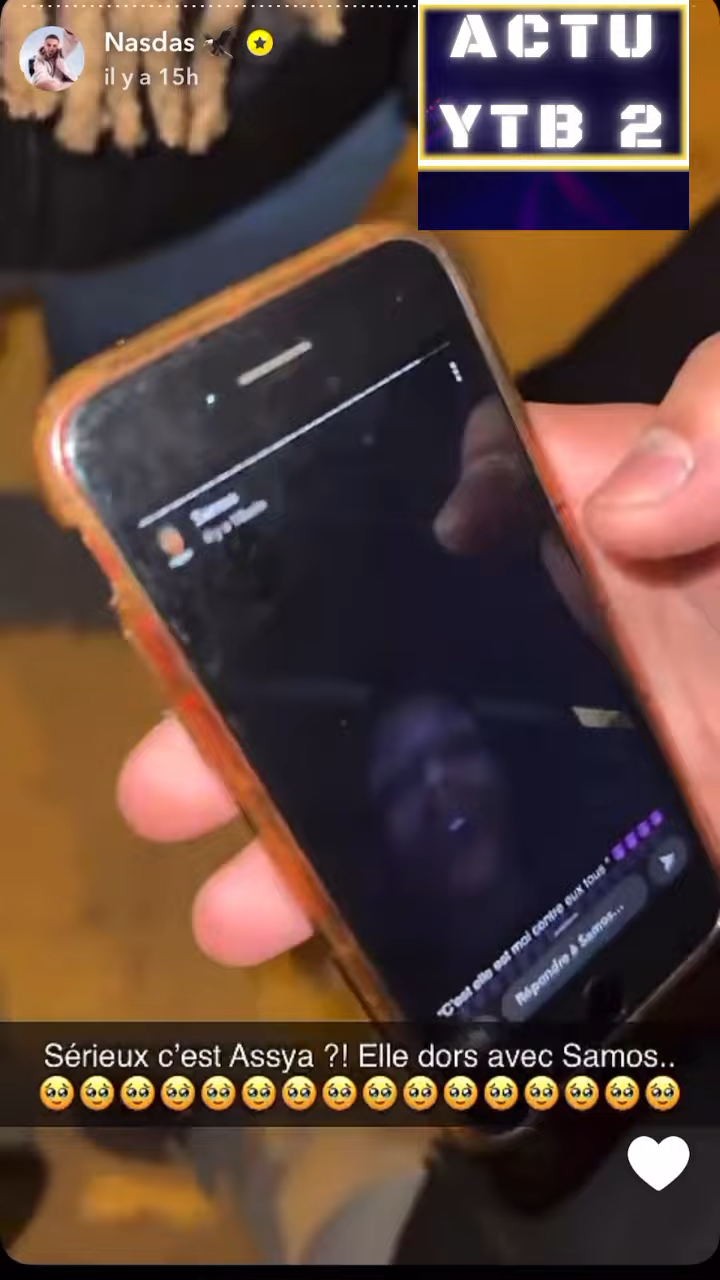 Nasdas
il y a 15h
ACTU
YTB 2
Samos
"C'est elle est moi contre eux tous "
Répondre à Samos...
Sérieux c’est Assya ?! Elle dors avec Samos..
🥹🥹🥹🥹🥹🥹🥹🥹🥹🥹🥹🥹🥹🥹🥹🥹